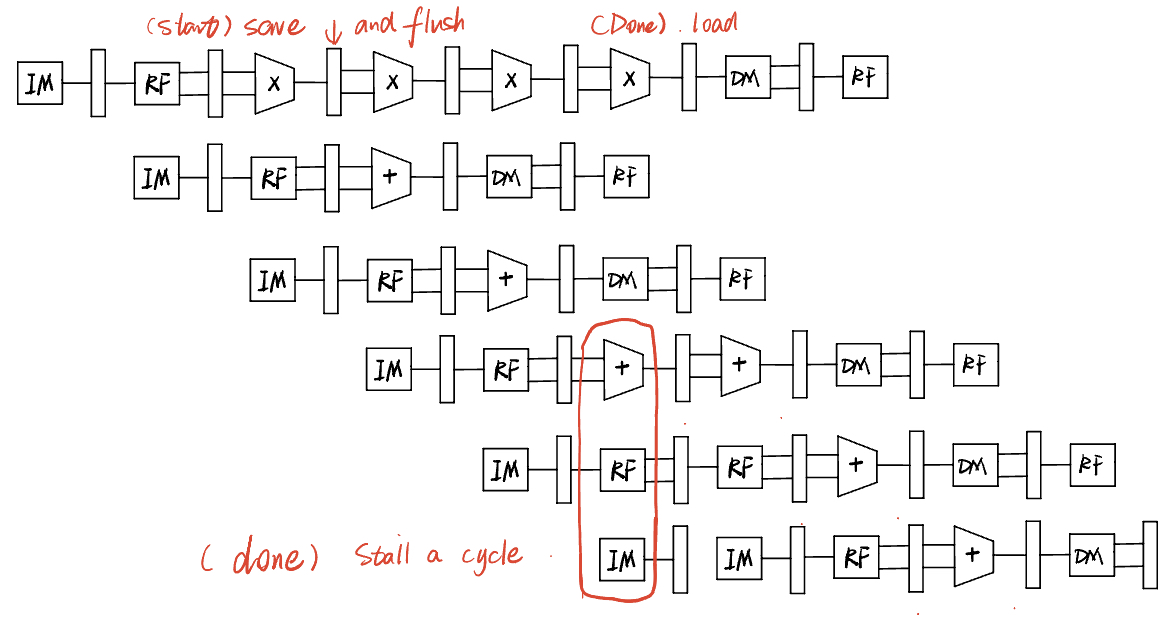 (start) save ↓ and flush (Done). load
IM RF × × × × DM RF
IM RF + DM RF
IM RF + DM RF
IM RF + + DM RF
IM RF RF + DM RF
(done) Stall a cycle IM IM RF + DM